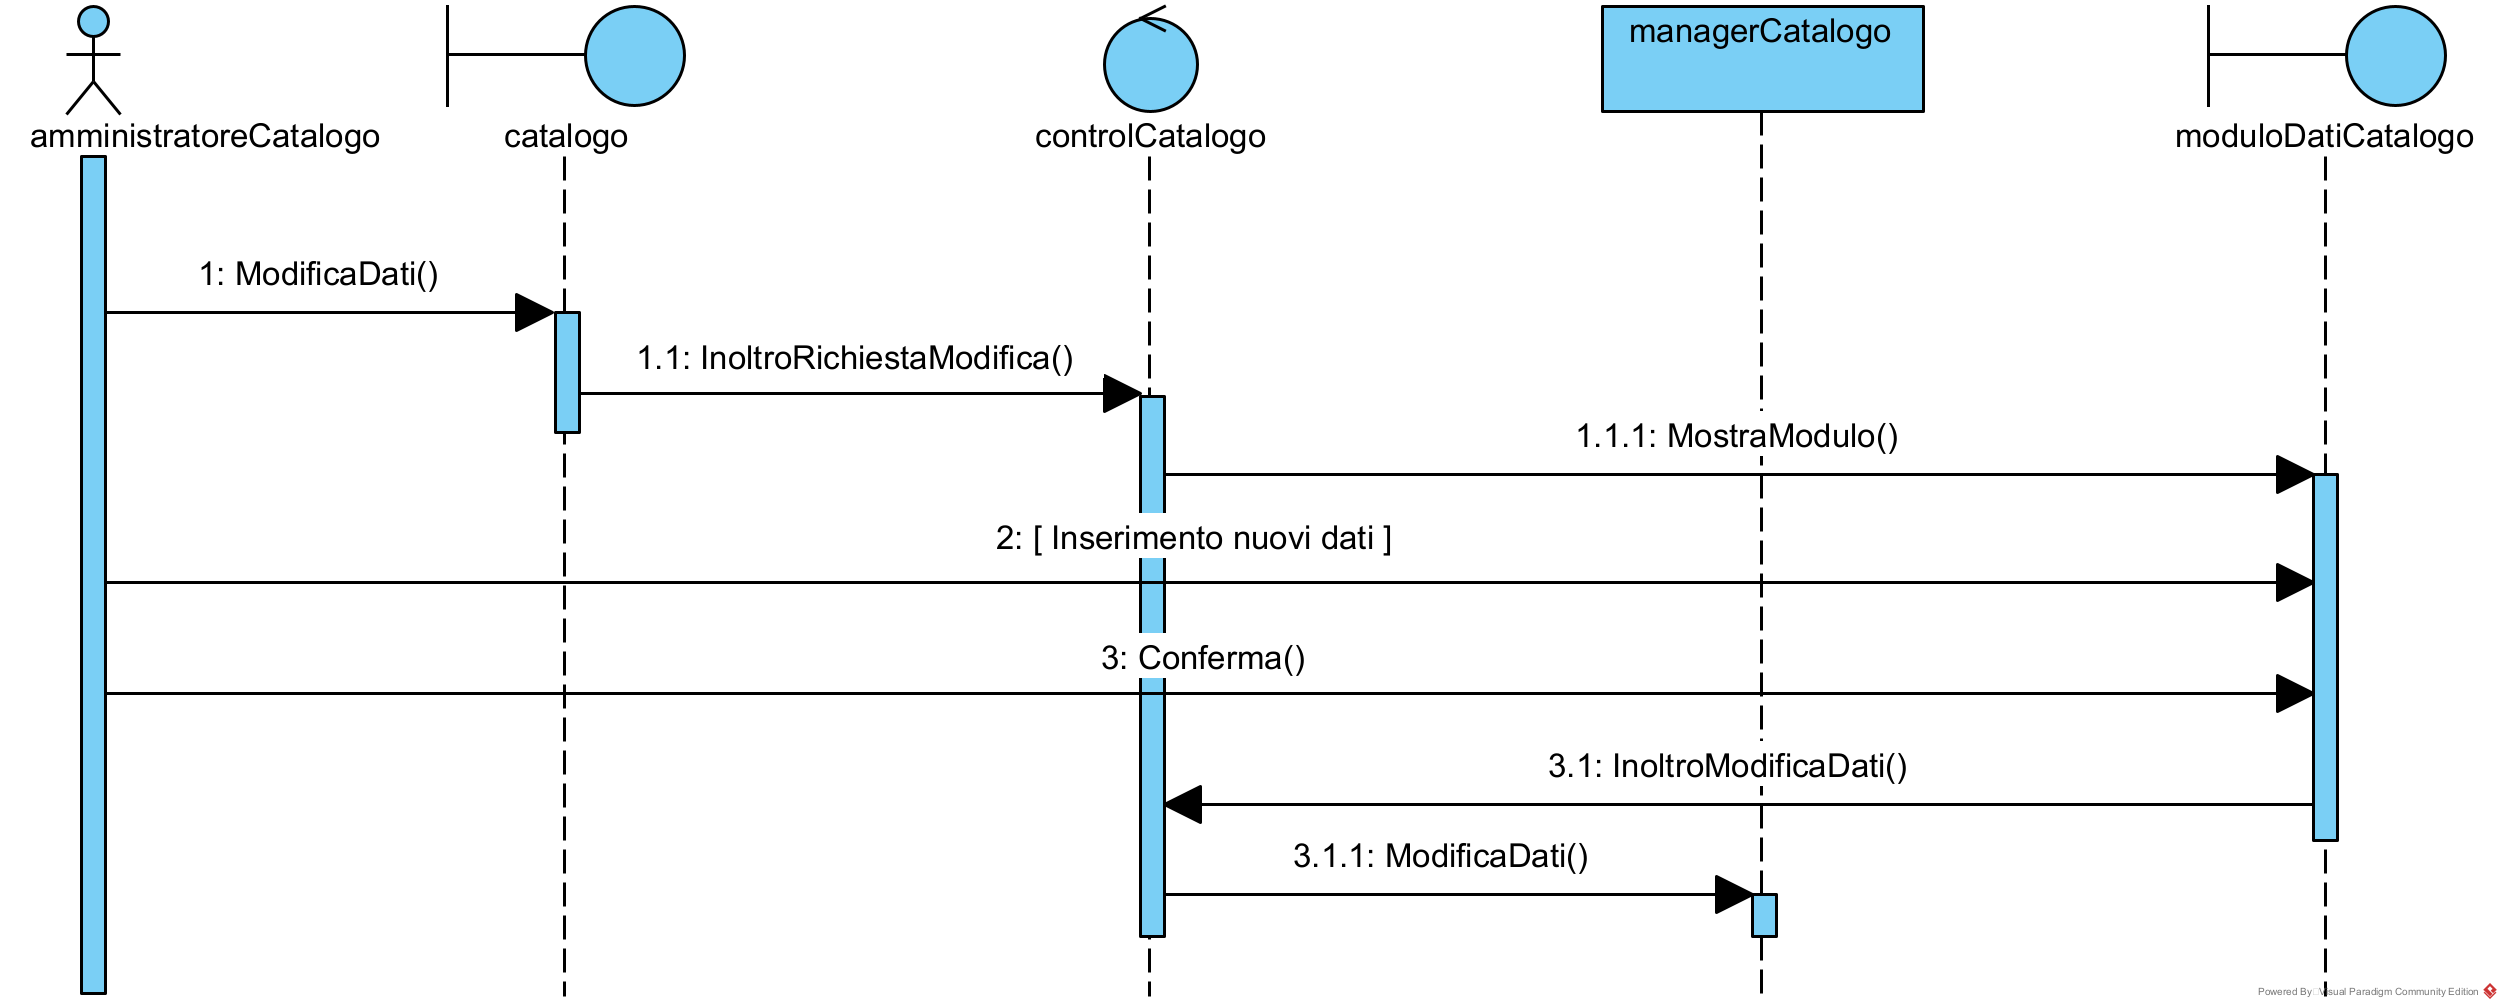 managerCatalogo
amministratoreCatalogo
catalogo
controlCatalogo
moduloDatiCatalogo
1: ModificaDati()
1.1: InoltroRichiestaModifica()
1.1.1: MostraModulo()
2: [ Inserimento nuovi dati ]
3: Conferma()
3.1: InoltroModificaDati()
3.1.1: ModificaDati()
Powered By Visual Paradigm Community Edition